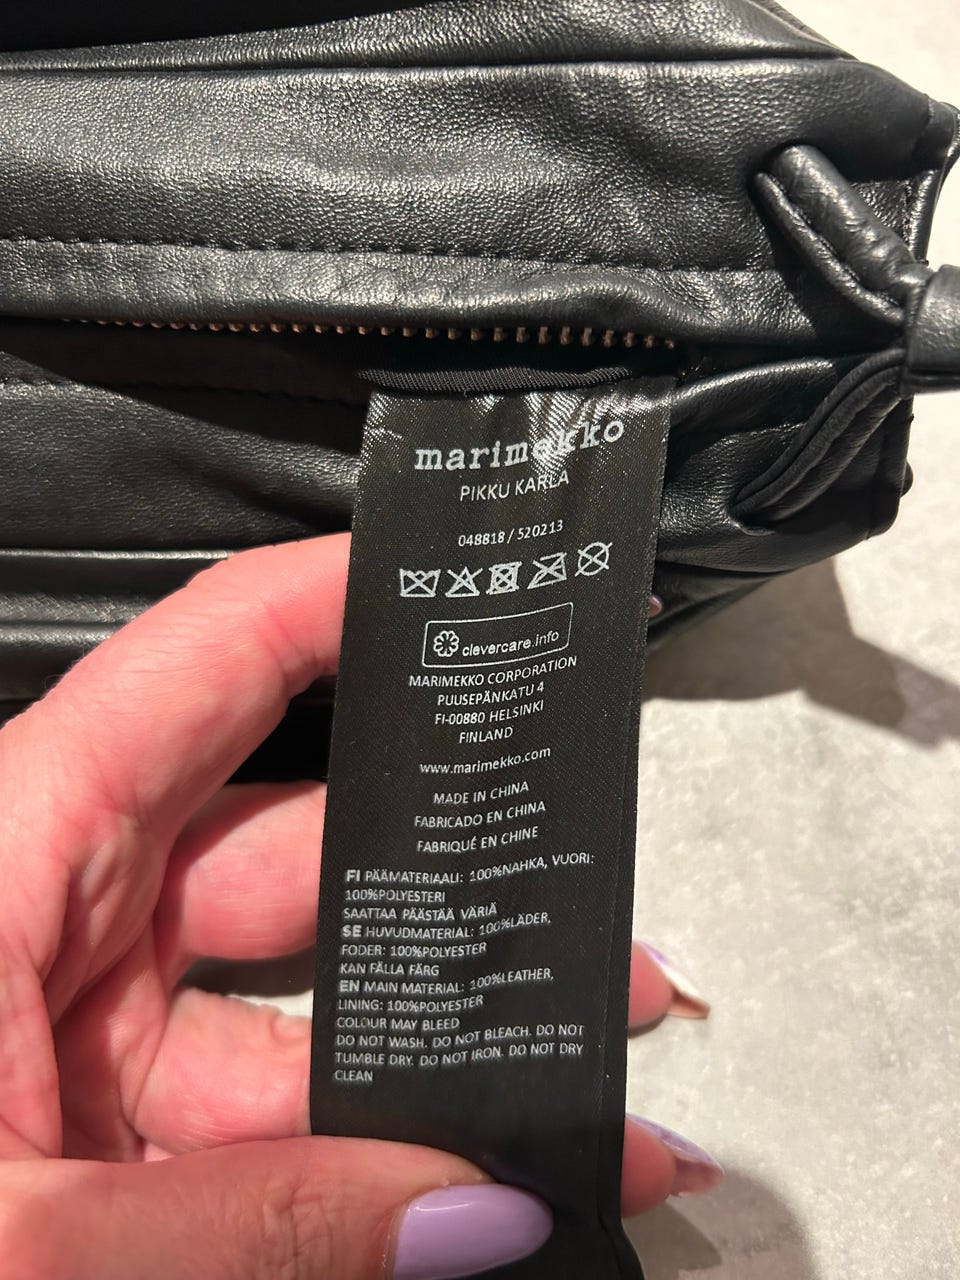 marimekko
PIKKU KARLA
048818 / 520213
clevercare.info
MARIMEKKO CORPORATION
PUUSEPÄNKATU 4
FI-00880 HELSINKI
FINLAND
www.marimekko.com
MADE IN CHINA
FABRICADO EN CHINA
FABRIQUÉ EN CHINE
FI PÄÄMATERIAALI: 100%NAHKA, VUORI:
100%POLYESTERI
SAATTAA PÄÄSTÄÄ VÄRIÄ
SE HUVUDMATERIAL: 100%LÄDER,
FODER: 100%POLYESTER
KAN FÄLLA FÄRG
EN MAIN MATERIAL: 100%LEATHER,
LINING: 100%POLYESTER
COLOUR MAY BLEED
DO NOT WASH. DO NOT BLEACH. DO NOT
TUMBLE DRY. DO NOT IRON. DO NOT DRY
CLEAN